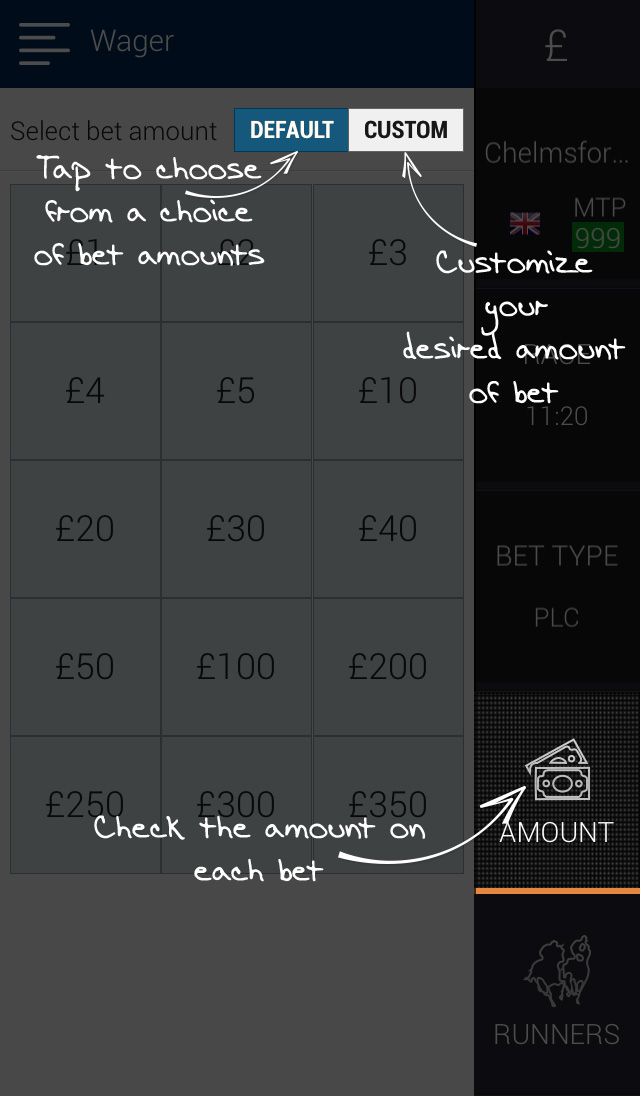 Wager
£
Select bet amount
DEFAULT
CUSTOM
Chelmsfor...
MTP
999
Tap to choose
from a choice
of bet amounts
Customize
your
desired amount
of bet
£1
£2
£3
RACE
11:20
£4
£5
£10
£20
£30
£40
BET TYPE
PLC
£50
£100
£200
£250
£300
£350
Check the amount on
each bet
AMOUNT
RUNNERS